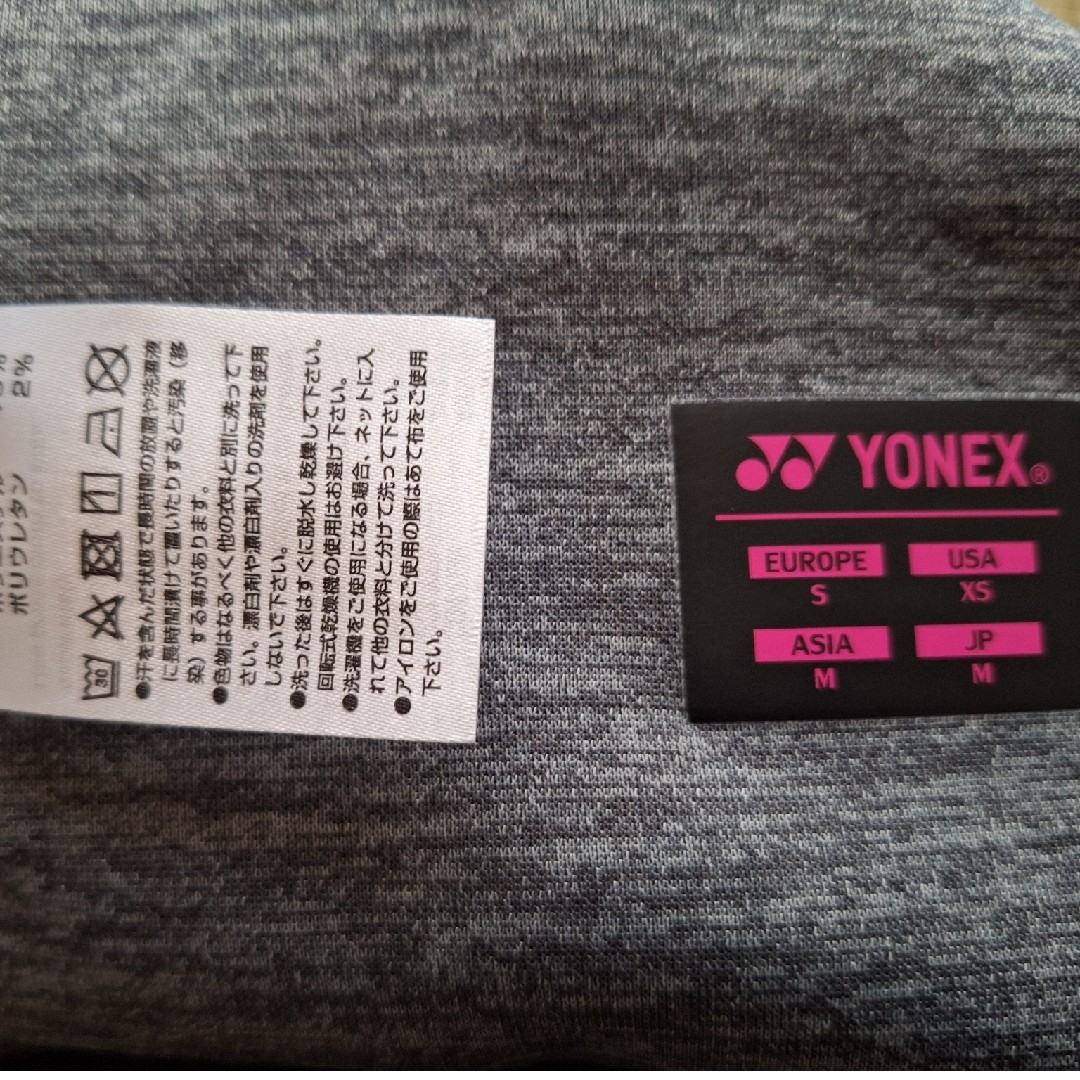 2%
ポリウレタン
30
●汗を含んだ状態で長時間の放置や洗濯液
に長時間漬けて置いたりすると汚染(移
染)する事があります。
●色物はなるべく他の衣料と別に洗って下
さい。漂白剤や漂白剤入りの洗剤を使用
しないで下さい。
●洗った後はすぐに脱水し乾燥して下さい。
回転式乾燥機の使用はお避け下さい。
●洗濯機をご使用になる場合、ネットに入
れて他の衣料と分けて洗って下さい。
●アイロンをご使用の際はあて布をご使用
下さい。
YONEX®
EUROPE USA
S XS
ASIA JP
M M